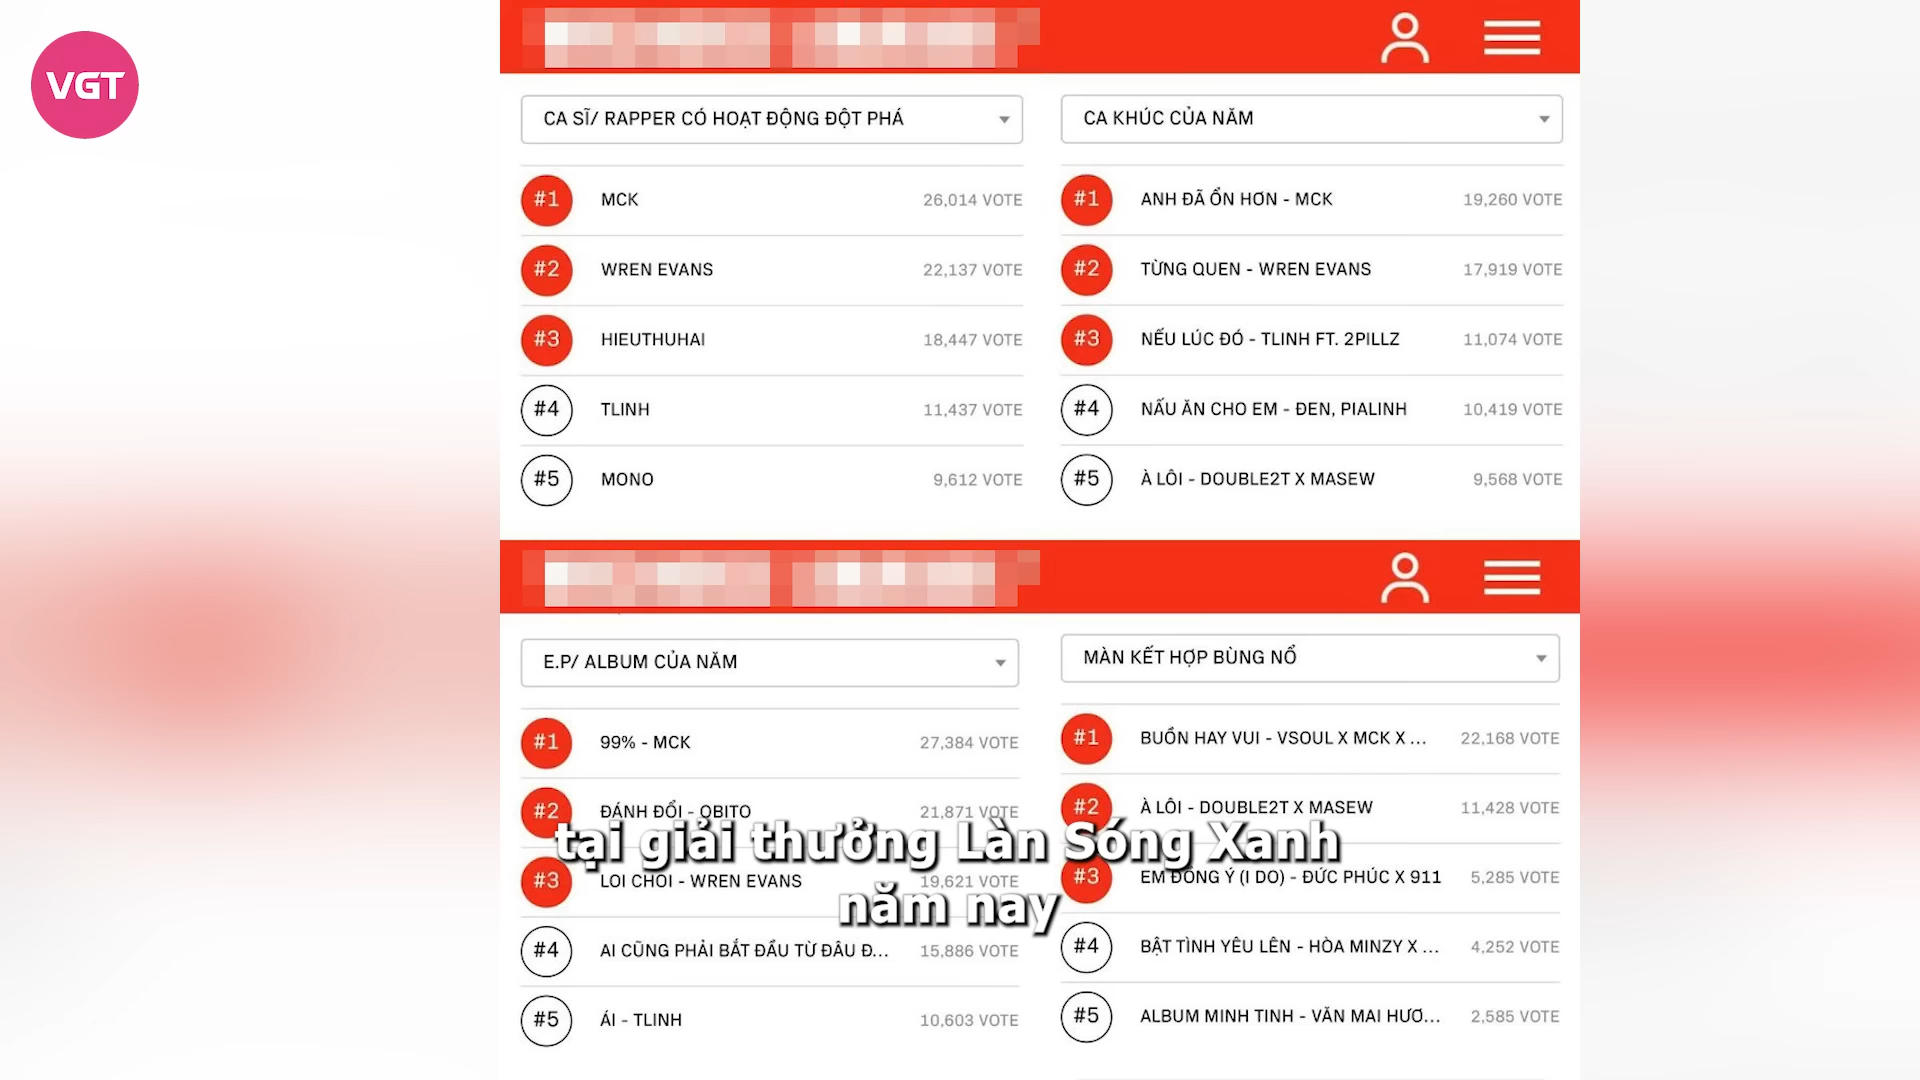 VGT
CA SĨ/ RAPPER CÓ HOẠT ĐỘNG ĐỘT PHÁ
#1 MCK 26,014 VOTE
#2 WREN EVANS 22,137 VOTE
#3 HIEUTHUHAI 18,447 VOTE
#4 TLINH 11,437 VOTE
#5 MONO 9,612 VOTE
CA KHÚC CỦA NĂM
#1 ANH ĐÃ ỔN HƠN - MCK 19,260 VOTE
#2 TỪNG QUEN - WREN EVANS 17,919 VOTE
#3 NẾU LÚC ĐÓ - TLINH FT. 2PILLZ 11,074 VOTE
#4 NẤU ĂN CHO EM - ĐEN, PIALINH 10,419 VOTE
#5 À LÔI - DOUBLE2T X MASEW 9,568 VOTE
E.P/ ALBUM CỦA NĂM
#1 99% - MCK 27,384 VOTE
#2 ĐÁNH ĐỔI - OBITO 21,871 VOTE
#3 LOI CHOI - WREN EVANS 19,621 VOTE
#4 AI CŨNG PHẢI BẮT ĐẦU TỪ ĐÂU Đ... 15,886 VOTE
#5 ÁI - TLINH 10,603 VOTE
MÀN KẾT HỢP BÙNG NỔ
#1 BUỒN HAY VUI - VSOUL X MCK X ... 22,168 VOTE
#2 À LÔI - DOUBLE2T X MASEW 11,428 VOTE
#3 EM ĐỒNG Ý (I DO) - ĐỨC PHÚC X 911 5,285 VOTE
#4 BẬT TÌNH YÊU LÊN - HÒA MINZY X ... 4,252 VOTE
#5 ALBUM MINH TINH - VĂN MAI HƯƠ... 2,585 VOTE
tại giải thưởng Làn Sóng Xanh
năm nay